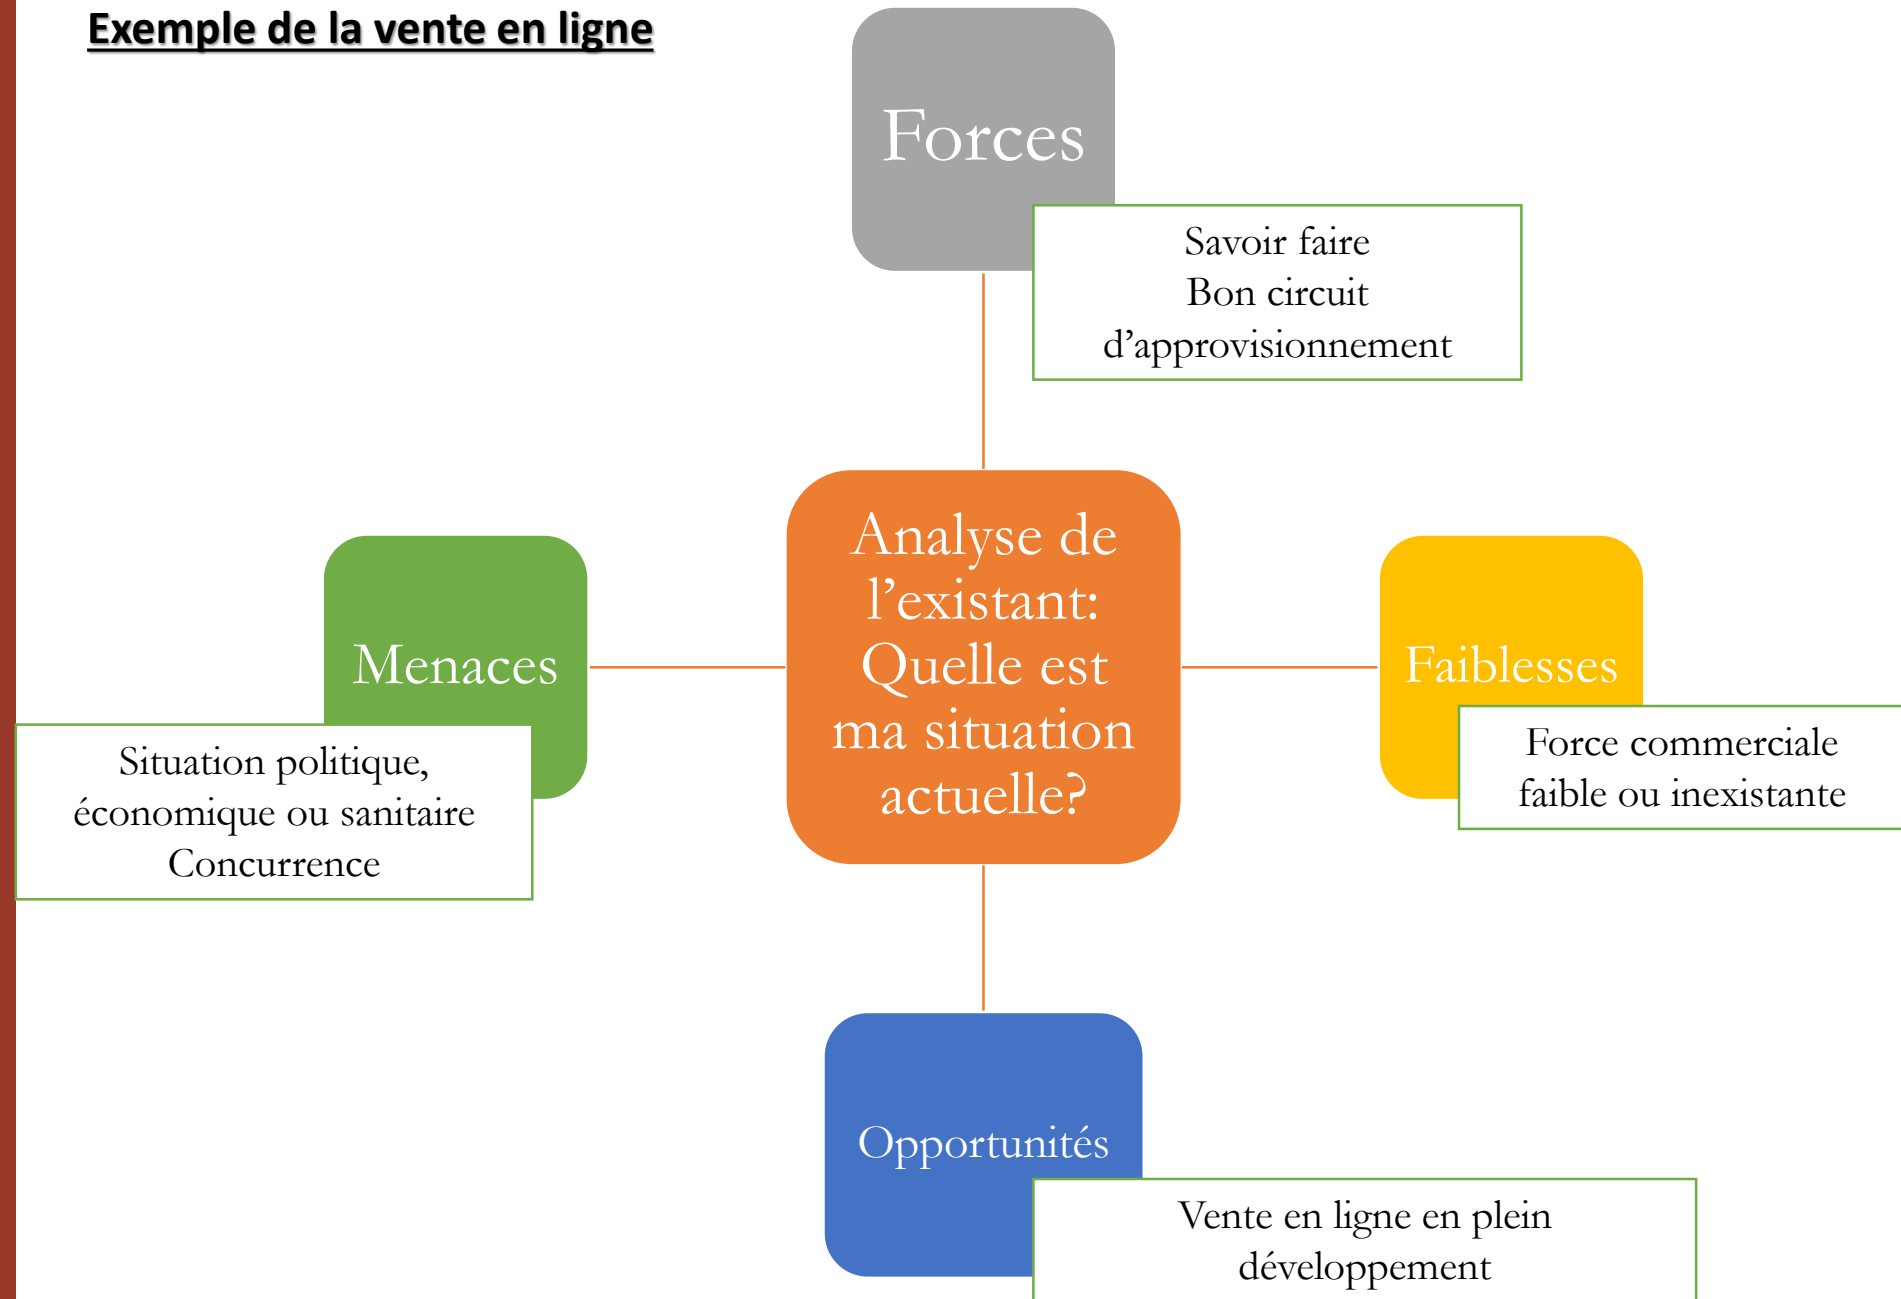 Exemple de la vente en ligne
Forces
Savoir faire
Bon circuit
d’approvisionnement
Analyse de
l’existant:
Quelle est
ma situation
actuelle?
Menaces
Situation politique,
économique ou sanitaire
Concurrence
Faiblesses
Force commerciale
faible ou inexistante
Opportunités
Vente en ligne en plein
développement